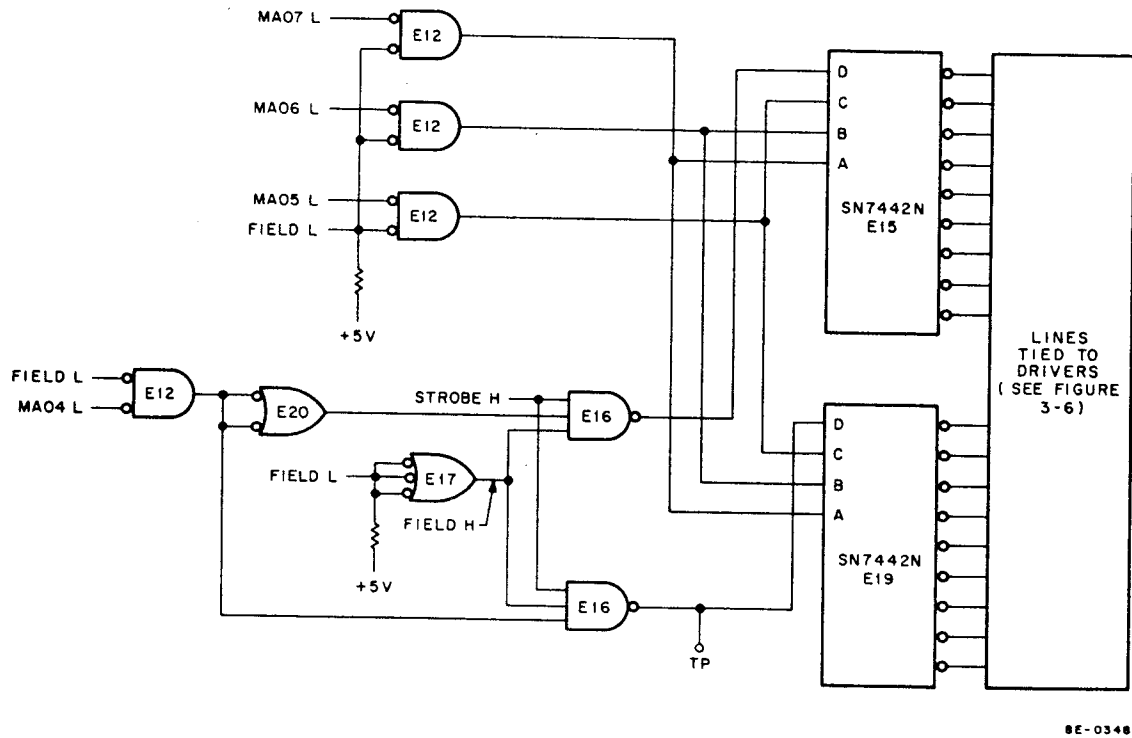 MA07 L
E12
MA06 L
E12
MA05 L
E12
FIELD L
+5V
FIELD L
MA04 L
E12
E20
STROBE H
E16
FIELD L
E17
FIELD H
+5V
E16
TP
D
C
B
A
SN7442N
E15
D
C
B
A
SN7442N
E19
LINES
TIED TO
DRIVERS
(SEE FIGURE
3-6)
8E-0348